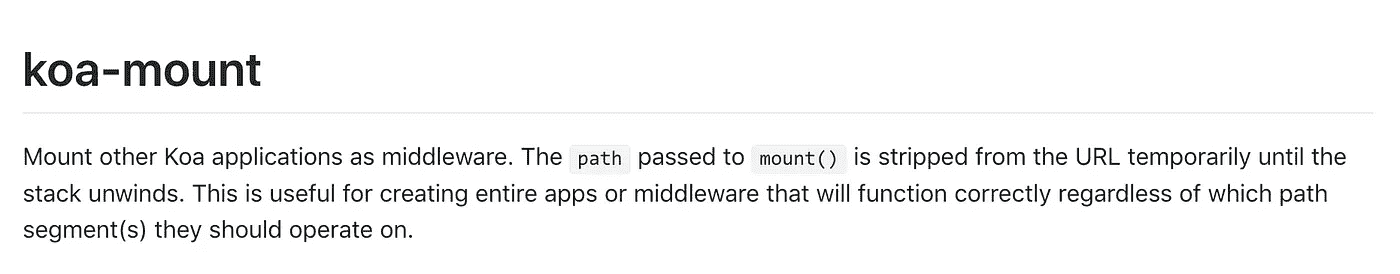 koa-mount
Mount other Koa applications as middleware. The path passed to mount() is stripped from the URL temporarily until the
stack unwinds. This is useful for creating entire apps or middleware that will function correctly regardless of which path
segment(s) they should operate on.